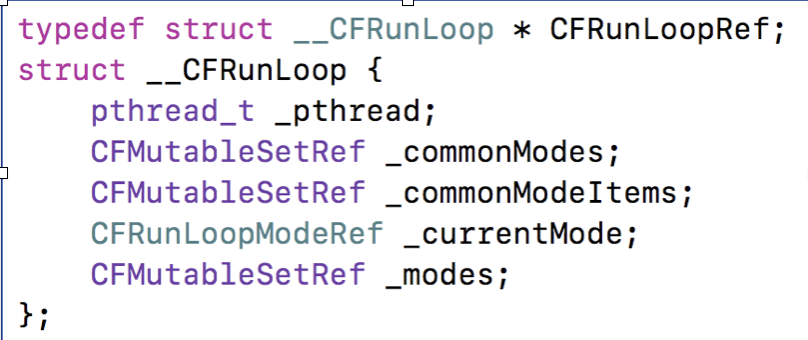 typedef struct __CFRunLoop * CFRunLoopRef;
struct __CFRunLoop {
    pthread_t _pthread;
    CFMutableSetRef _commonModes;
    CFMutableSetRef _commonModeItems;
    CFRunLoopModeRef _currentMode;
    CFMutableSetRef _modes;
};